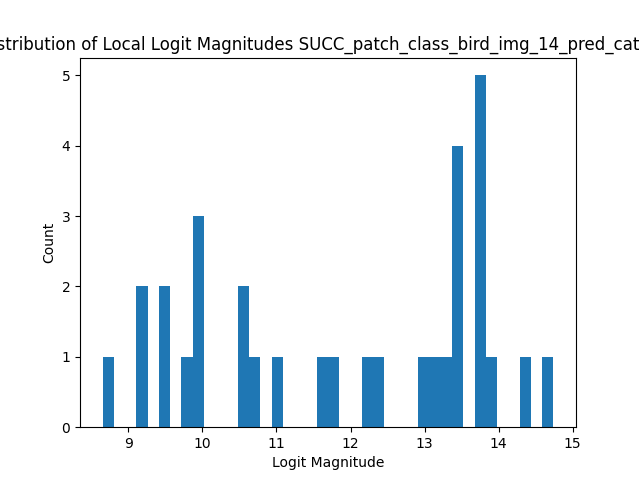 stribution of Local Logit Magnitudes SUCC_patch_class_bird_img_14_pred_cat
5
4
3
2
1
0
Count
9 10 11 12 13 14 15
Logit Magnitude